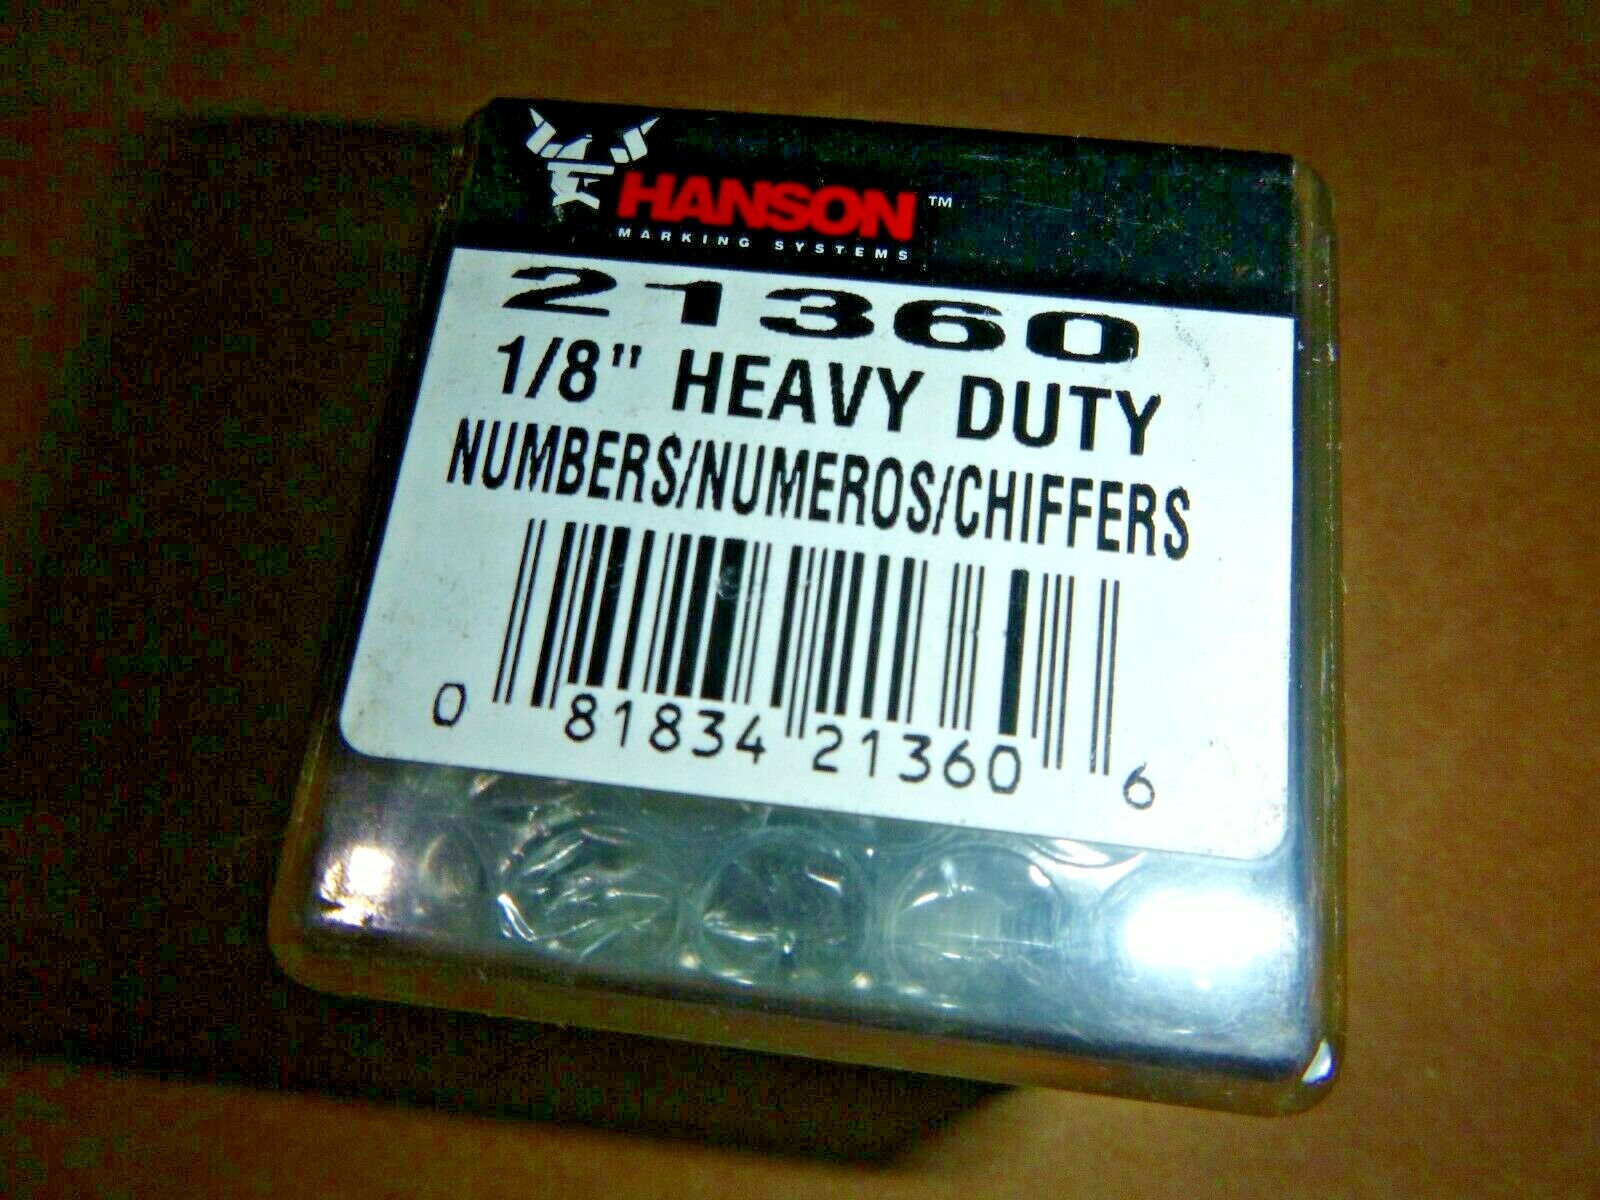 HANSON™
MARKING SYSTEMS
21360
1/8" HEAVY DUTY
NUMBERS/NUMEROS/CHIFFERS
0 81834 21360 6